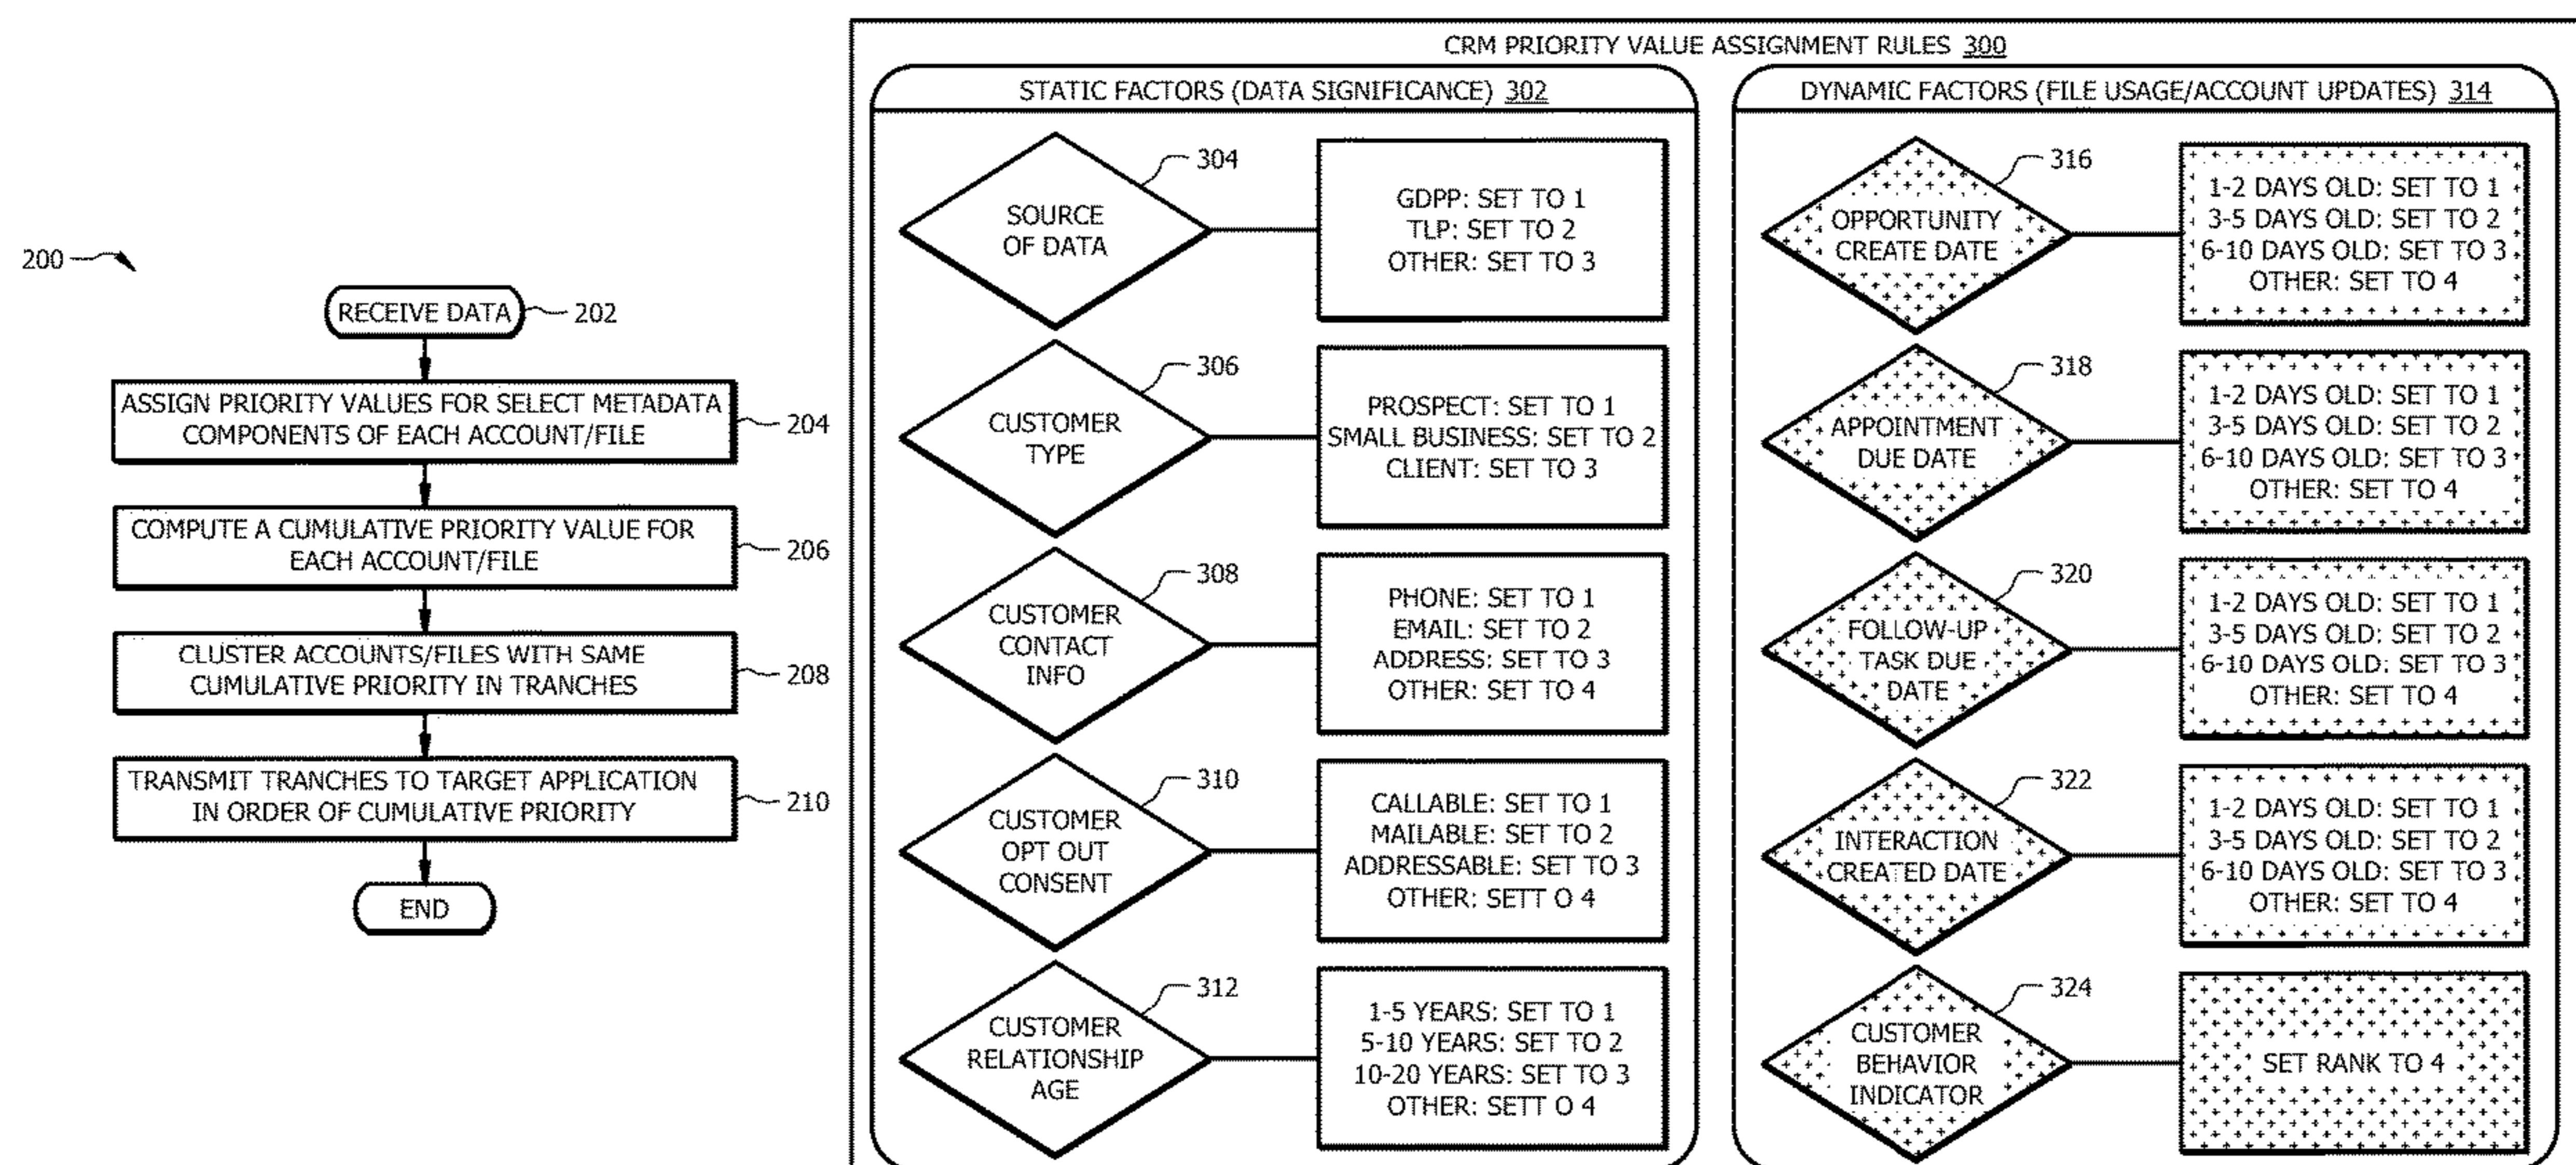 200
RECEIVE DATA
202
ASSIGN PRIORITY VALUES FOR SELECT METADATA
COMPONENTS OF EACH ACCOUNT/FILE
204
COMPUTE A CUMULATIVE PRIORITY VALUE FOR
EACH ACCOUNT/FILE
206
CLUSTER ACCOUNTS/FILES WITH SAME
CUMULATIVE PRIORITY IN TRANCHES
208
TRANSMIT TRANCHES TO TARGET APPLICATION
IN ORDER OF CUMULATIVE PRIORITY
210
END
CRM PRIORITY VALUE ASSIGNMENT RULES 300
STATIC FACTORS (DATA SIGNIFICANCE) 302
SOURCE
OF DATA
304
GDPP: SET TO 1
TLP: SET TO 2
OTHER: SET TO 3
CUSTOMER
TYPE
306
PROSPECT: SET TO 1
SMALL BUSINESS: SET TO 2
CLIENT: SET TO 3
CUSTOMER
CONTACT
INFO
308
PHONE: SET TO 1
EMAIL: SET TO 2
ADDRESS: SET TO 3
OTHER: SET TO 4
CUSTOMER
OPT OUT
CONSENT
310
CALLABLE: SET TO 1
MAILABLE: SET TO 2
ADDRESSABLE: SET TO 3
OTHER: SETT O 4
CUSTOMER
RELATIONSHIP
AGE
312
1-5 YEARS: SET TO 1
5-10 YEARS: SET TO 2
10-20 YEARS: SET TO 3
OTHER: SETT O 4
DYNAMIC FACTORS (FILE USAGE/ACCOUNT UPDATES) 314
OPPORTUNITY
CREATE DATE
316
1-2 DAYS OLD: SET TO 1
3-5 DAYS OLD: SET TO 2
6-10 DAYS OLD: SET TO 3
OTHER: SET TO 4
APPOINTMENT
DUE DATE
318
1-2 DAYS OLD: SET TO 1
3-5 DAYS OLD: SET TO 2
6-10 DAYS OLD: SET TO 3
OTHER: SET TO 4
FOLLOW-UP
TASK DUE
DATE
320
1-2 DAYS OLD: SET TO 1
3-5 DAYS OLD: SET TO 2
6-10 DAYS OLD: SET TO 3
OTHER: SET TO 4
INTERACTION
CREATED DATE
322
1-2 DAYS OLD: SET TO 1
3-5 DAYS OLD: SET TO 2
6-10 DAYS OLD: SET TO 3
OTHER: SET TO 4
CUSTOMER
BEHAVIOR
INDICATOR
324
SET RANK TO 4